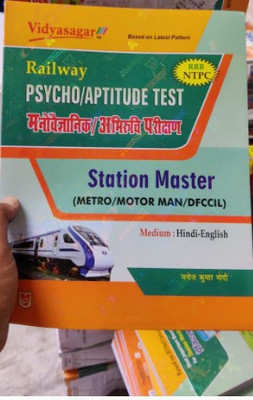 Vidyasagar
Based on Latest Pattern
Railway
RRB
NTPC
PSYCHO/APTITUDE TEST
मनोवैज्ञानिक/अभिरुचि परीक्षण
Station Master
(METRO/MOTOR MAN/DFCCIL)
Medium : Hindi-English
मनोज कुमार मोदी